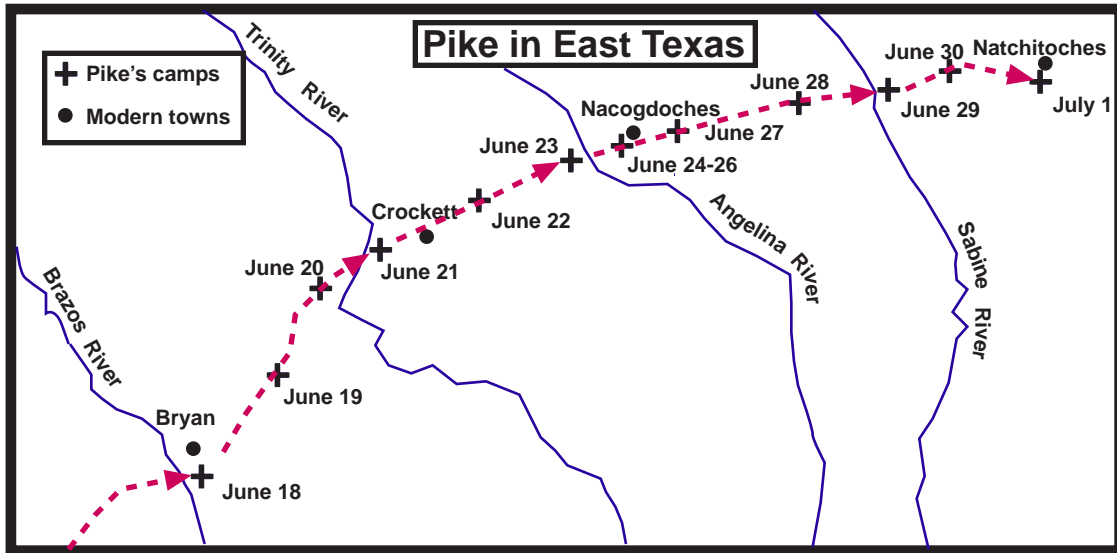 Pike in East Texas
Pike's camps
Modern towns
Trinity River
Brazos River
Angelina River
Sabine River
Bryan
Crockett
Nacogdoches
Natchitoches
June 18
June 19
June 20
June 21
June 22
June 23
June 24-26
June 27
June 28
June 29
June 30
July 1